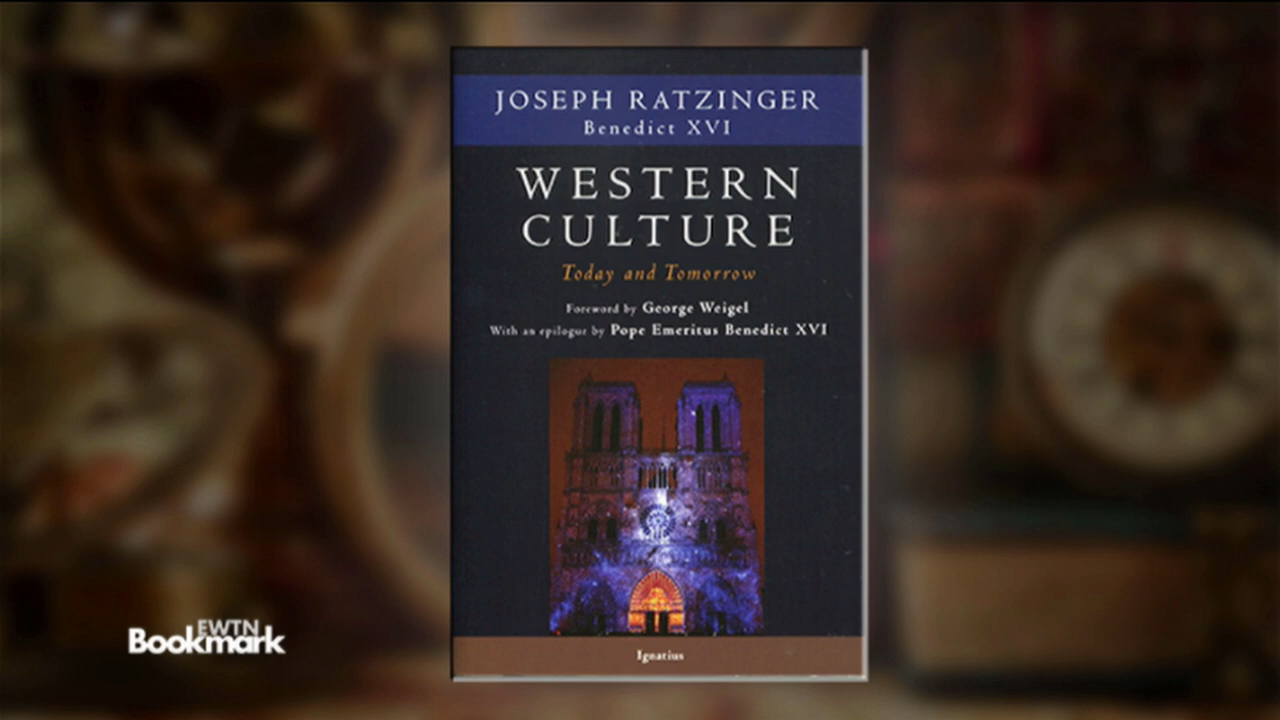 JOSEPH RATZINGER
Benedict XVI
WESTERN
CULTURE
Today and Tomorrow
Foreword by George Weigel
With an epilogue by Pope Emeritus Benedict XVI
Ignatius
EWTN
Bookmark